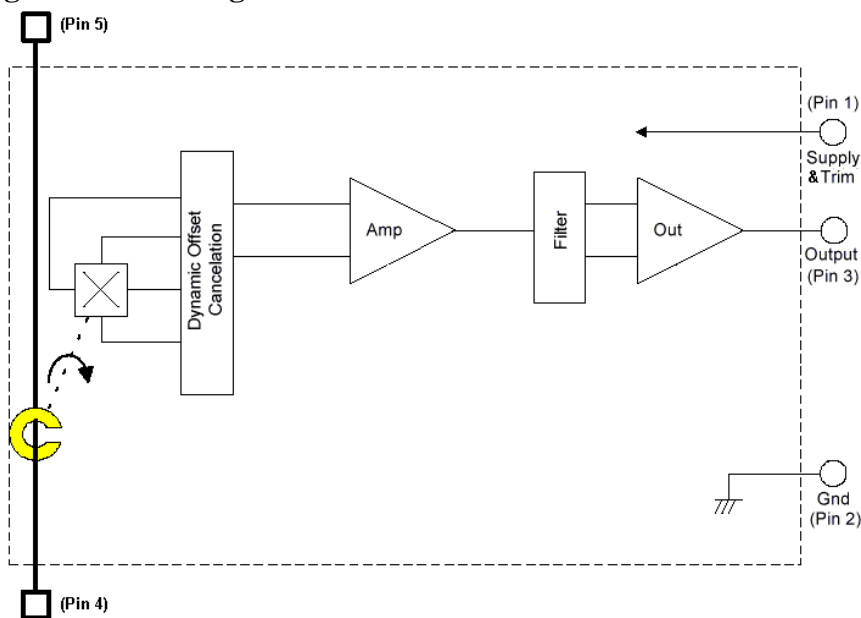 (Pin 5)
(Pin 1)
Supply
&Trim
Dynamic Offset
Cancelation
Amp
Filter
Out
Output
(Pin 3)
Gnd
(Pin 2)
(Pin 4)